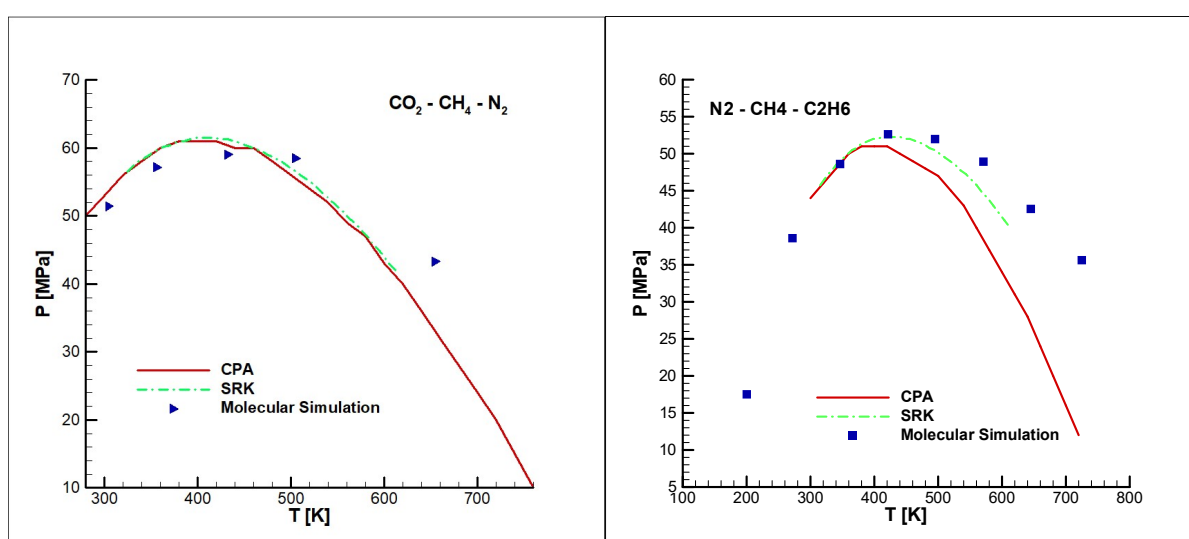 70
60
50
40
30
20
10
P [MPa]
300
400
500
600
700
T [K]
CO₂ - CH₄ - N₂
CPA
SRK
Molecular Simulation
60
55
50
45
40
35
30
25
20
15
10
5
P [MPa]
100
200
300
400
500
600
700
800
T [K]
N2 - CH4 - C2H6
CPA
SRK
Molecular Simulation